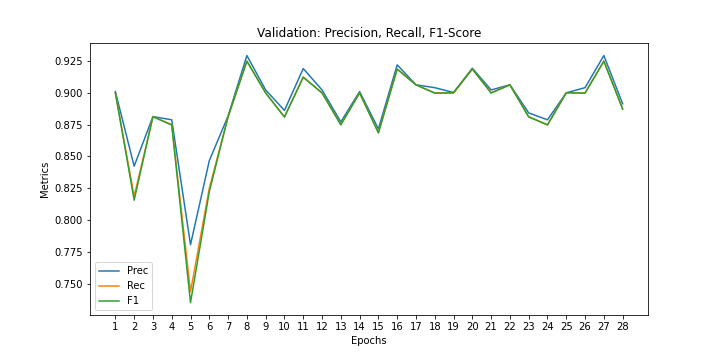 Validation: Precision, Recall, F1-Score
Metrics
0.925
0.900
0.875
0.850
0.825
0.800
0.775
0.750
Prec
Rec
F1
1 2 3 4 5 6 7 8 9 10 11 12 13 14 15 16 17 18 19 20 21 22 23 24 25 26 27 28
Epochs